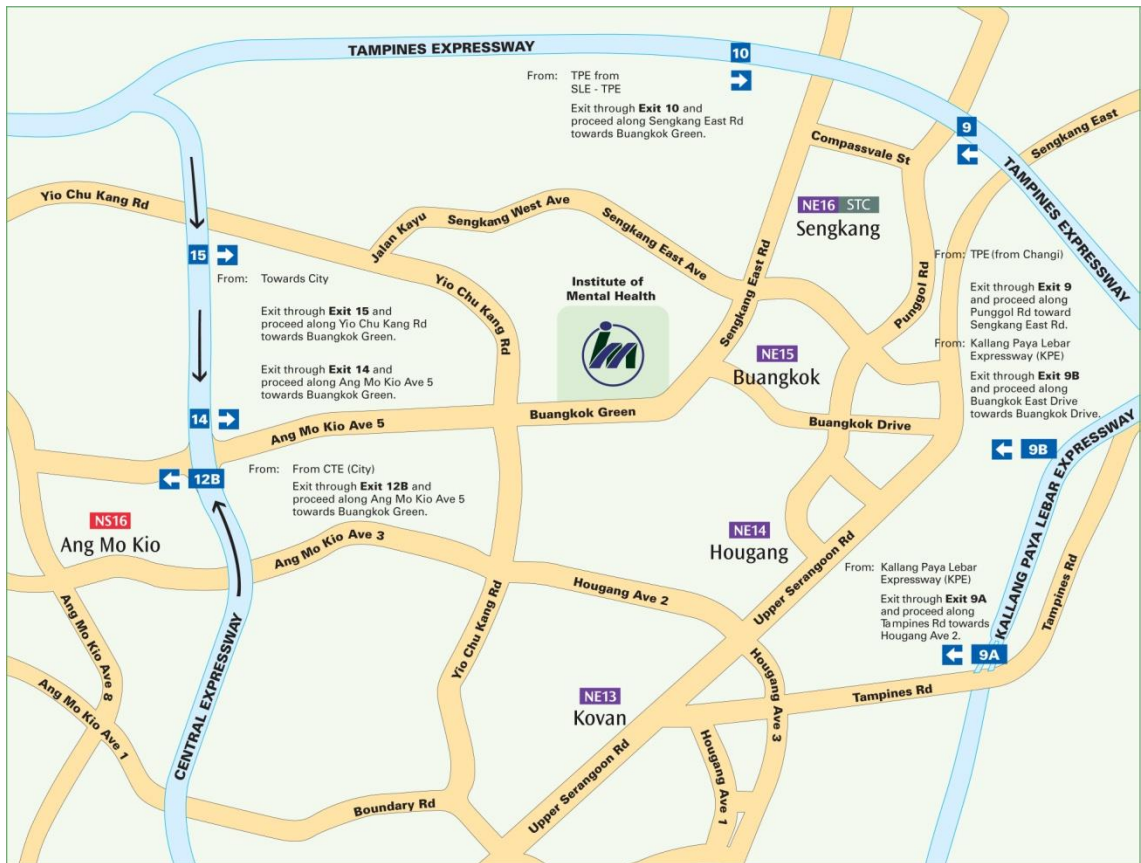 TAMPINES EXPRESSWAY
10
From: TPE from
SLE - TPE
Exit through Exit 10 and
proceed along Sengkang East Rd
towards Buangkok Green.
9
Sengkang East
Compassvale St
TAMPINES EXPRESSWAY
Yio Chu Kang Rd
Jalan Kayu
Sengkang West Ave
Sengkang East Ave
Sengkang East Rd
NE16 STC
Sengkang
Punggol Rd
15
From: Towards City
Exit through Exit 15 and
proceed along Yio Chu Kang Rd
towards Buangkok Green.
Exit through Exit 14 and
proceed along Ang Mo Kio Ave 5
towards Buangkok Green.
Yio Chu Kang Rd
Institute of
Mental Health
im
NE15
Buangkok
From: TPE (from Changi)
Exit through Exit 9
and proceed along
Punggol Rd toward
Sengkang East Rd.
From: Kallang Paya Lebar
Expressway (KPE)
Exit through Exit 9B
and proceed along
Buangkok East Drive
towards Buangkok Drive.
14
Ang Mo Kio Ave 5
Buangkok Green
Buangkok Drive
9B
KALLANG PAYA LEBAR EXPRESSWAY
12B
From: From CTE (City)
Exit through Exit 12B and
proceed along Ang Mo Kio Ave 5
towards Buangkok Green.
NS16
Ang Mo Kio
Ang Mo Kio Ave 3
NE14
Hougang
Upper Serangoon Rd
From: Kallang Paya Lebar
Expressway (KPE)
Exit through Exit 9A
and proceed along
Tampines Rd towards
Hougang Ave 2.
Tampines Rd
9A
Hougang Ave 2
Yio Chu Kang Rd
Ang Mo Kio Ave 8
Ang Mo Kio Ave 1
CENTRAL EXPRESSWAY
NE13
Kovan
Hougang Ave 3
Tampines Rd
Hougang Ave 1
Upper Serangoon Rd
Boundary Rd